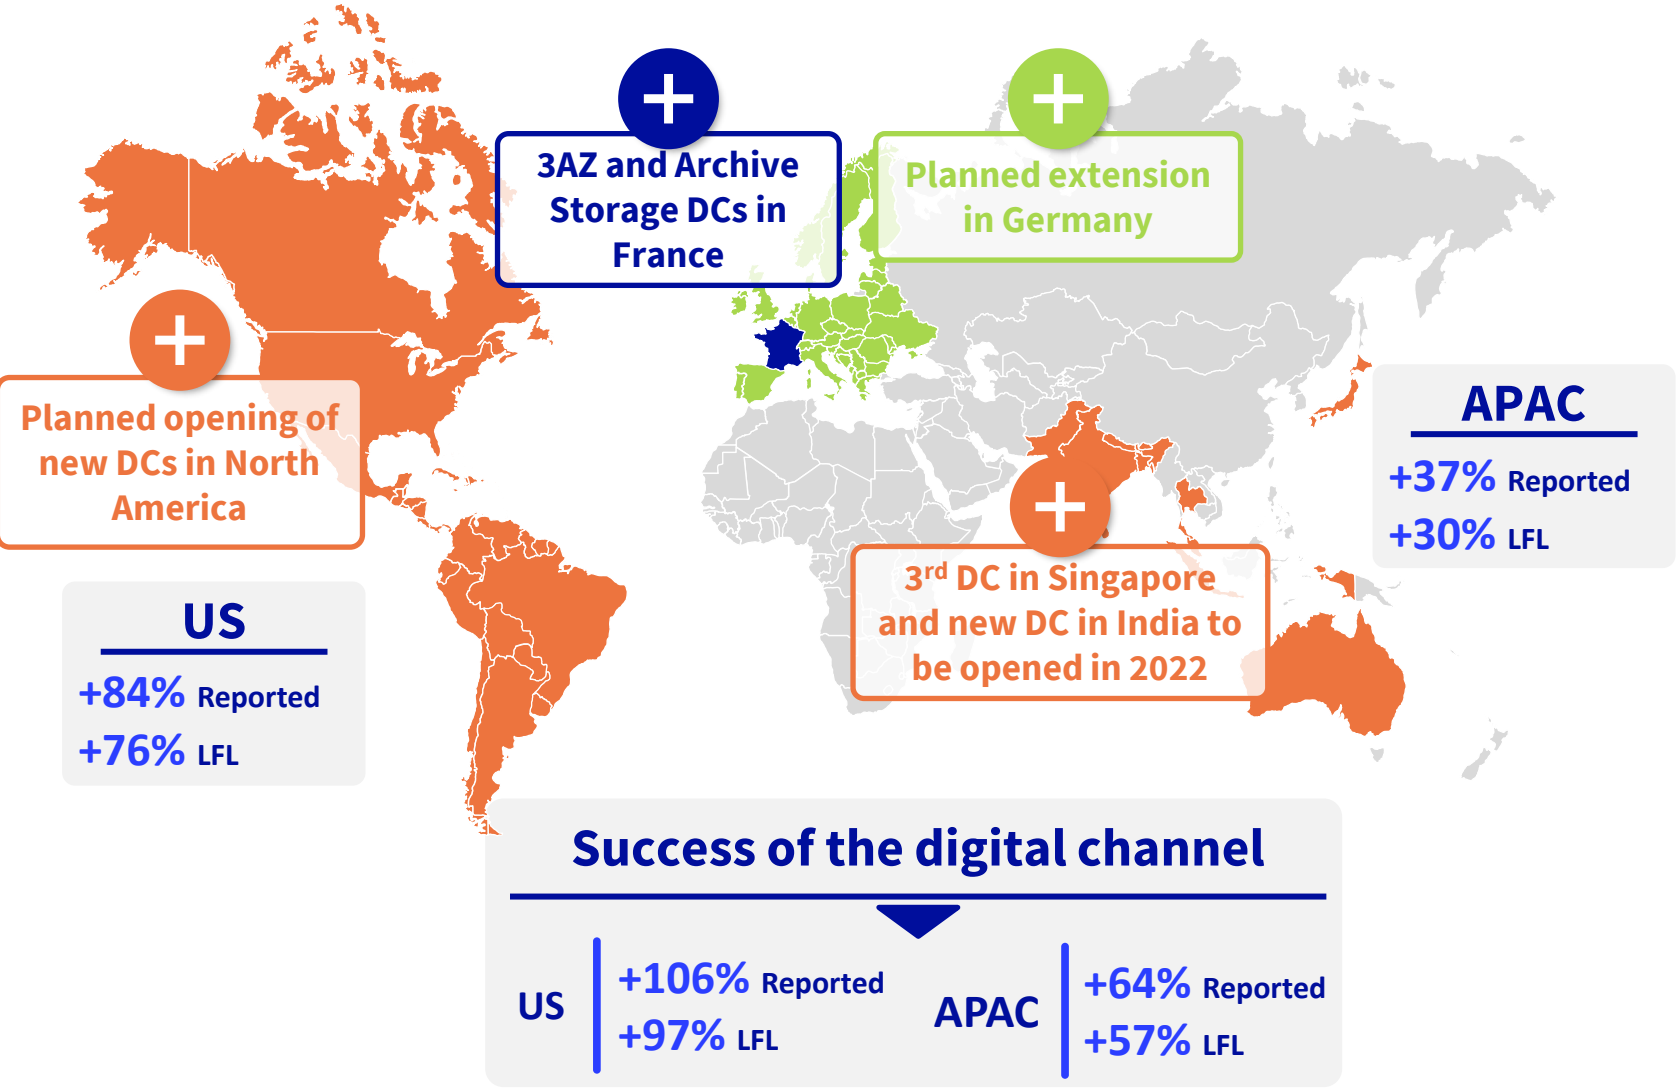 3AZ and Archive
Storage DCs in
France
Planned extension
in Germany
Planned opening of
new DCs in North
America
APAC
+37% Reported
+30% LFL
3rd DC in Singapore
and new DC in India to
be opened in 2022
US
+84% Reported
+76% LFL
Success of the digital channel
US
+106% Reported
+97% LFL
APAC
+64% Reported
+57% LFL